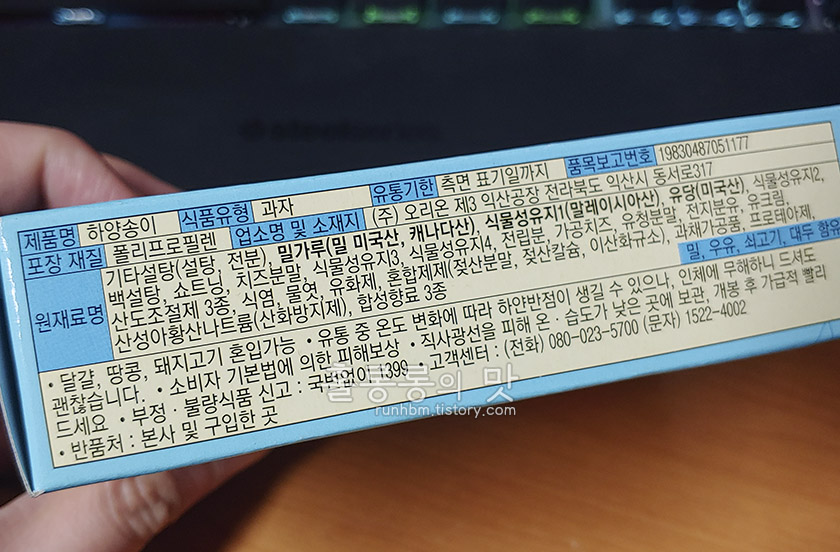 제품명 하양송이 식품유형 과자 유통기한 측면 표기일까지 품목보고번호 19830487051177
포장 재질 폴리프로필렌 업소명 및 소재지 (주) 오리온 제3 익산공장 전라북도 익산시 동서로317
원재료명
기타설탕(설탕, 전분), 밀가루(밀 미국산, 캐나다산), 식물성유지1(말레이시아산), 유당(미국산), 식물성유지2,
백설탕, 쇼트닝, 치즈분말, 식물성유지3, 식물성유지4, 전립분, 가공치즈, 유청분말, 전지분유, 유크림,
산도조절제 3종, 식염, 물엿, 유화제, 혼합제제(젖산분말, 젖산칼슘, 이산화규소), 과채가공품, 프로테아제,
산성아황산나트륨(산화방지제), 합성향료 3종
밀, 우유, 쇠고기, 대두 함유
• 달걀, 땅콩, 돼지고기 혼입가능 • 유통 중 온도 변화에 따라 하얀반점이 생길 수 있으나, 인체에 무해하니 드셔도
괜찮습니다. • 소비자 기본법에 의한 피해보상 • 직사광선을 피해 온·습도가 낮은 곳에 보관, 개봉 후 가급적 빨리
드세요 • 부정·불량식품 신고 : 국번없이 1399 • 고객센터 : (전화) 080-023-5700 (문자) 1522-4002
• 반품처 : 본사 및 구입한 곳
롱롱의 맛
runhbm.tistory.com